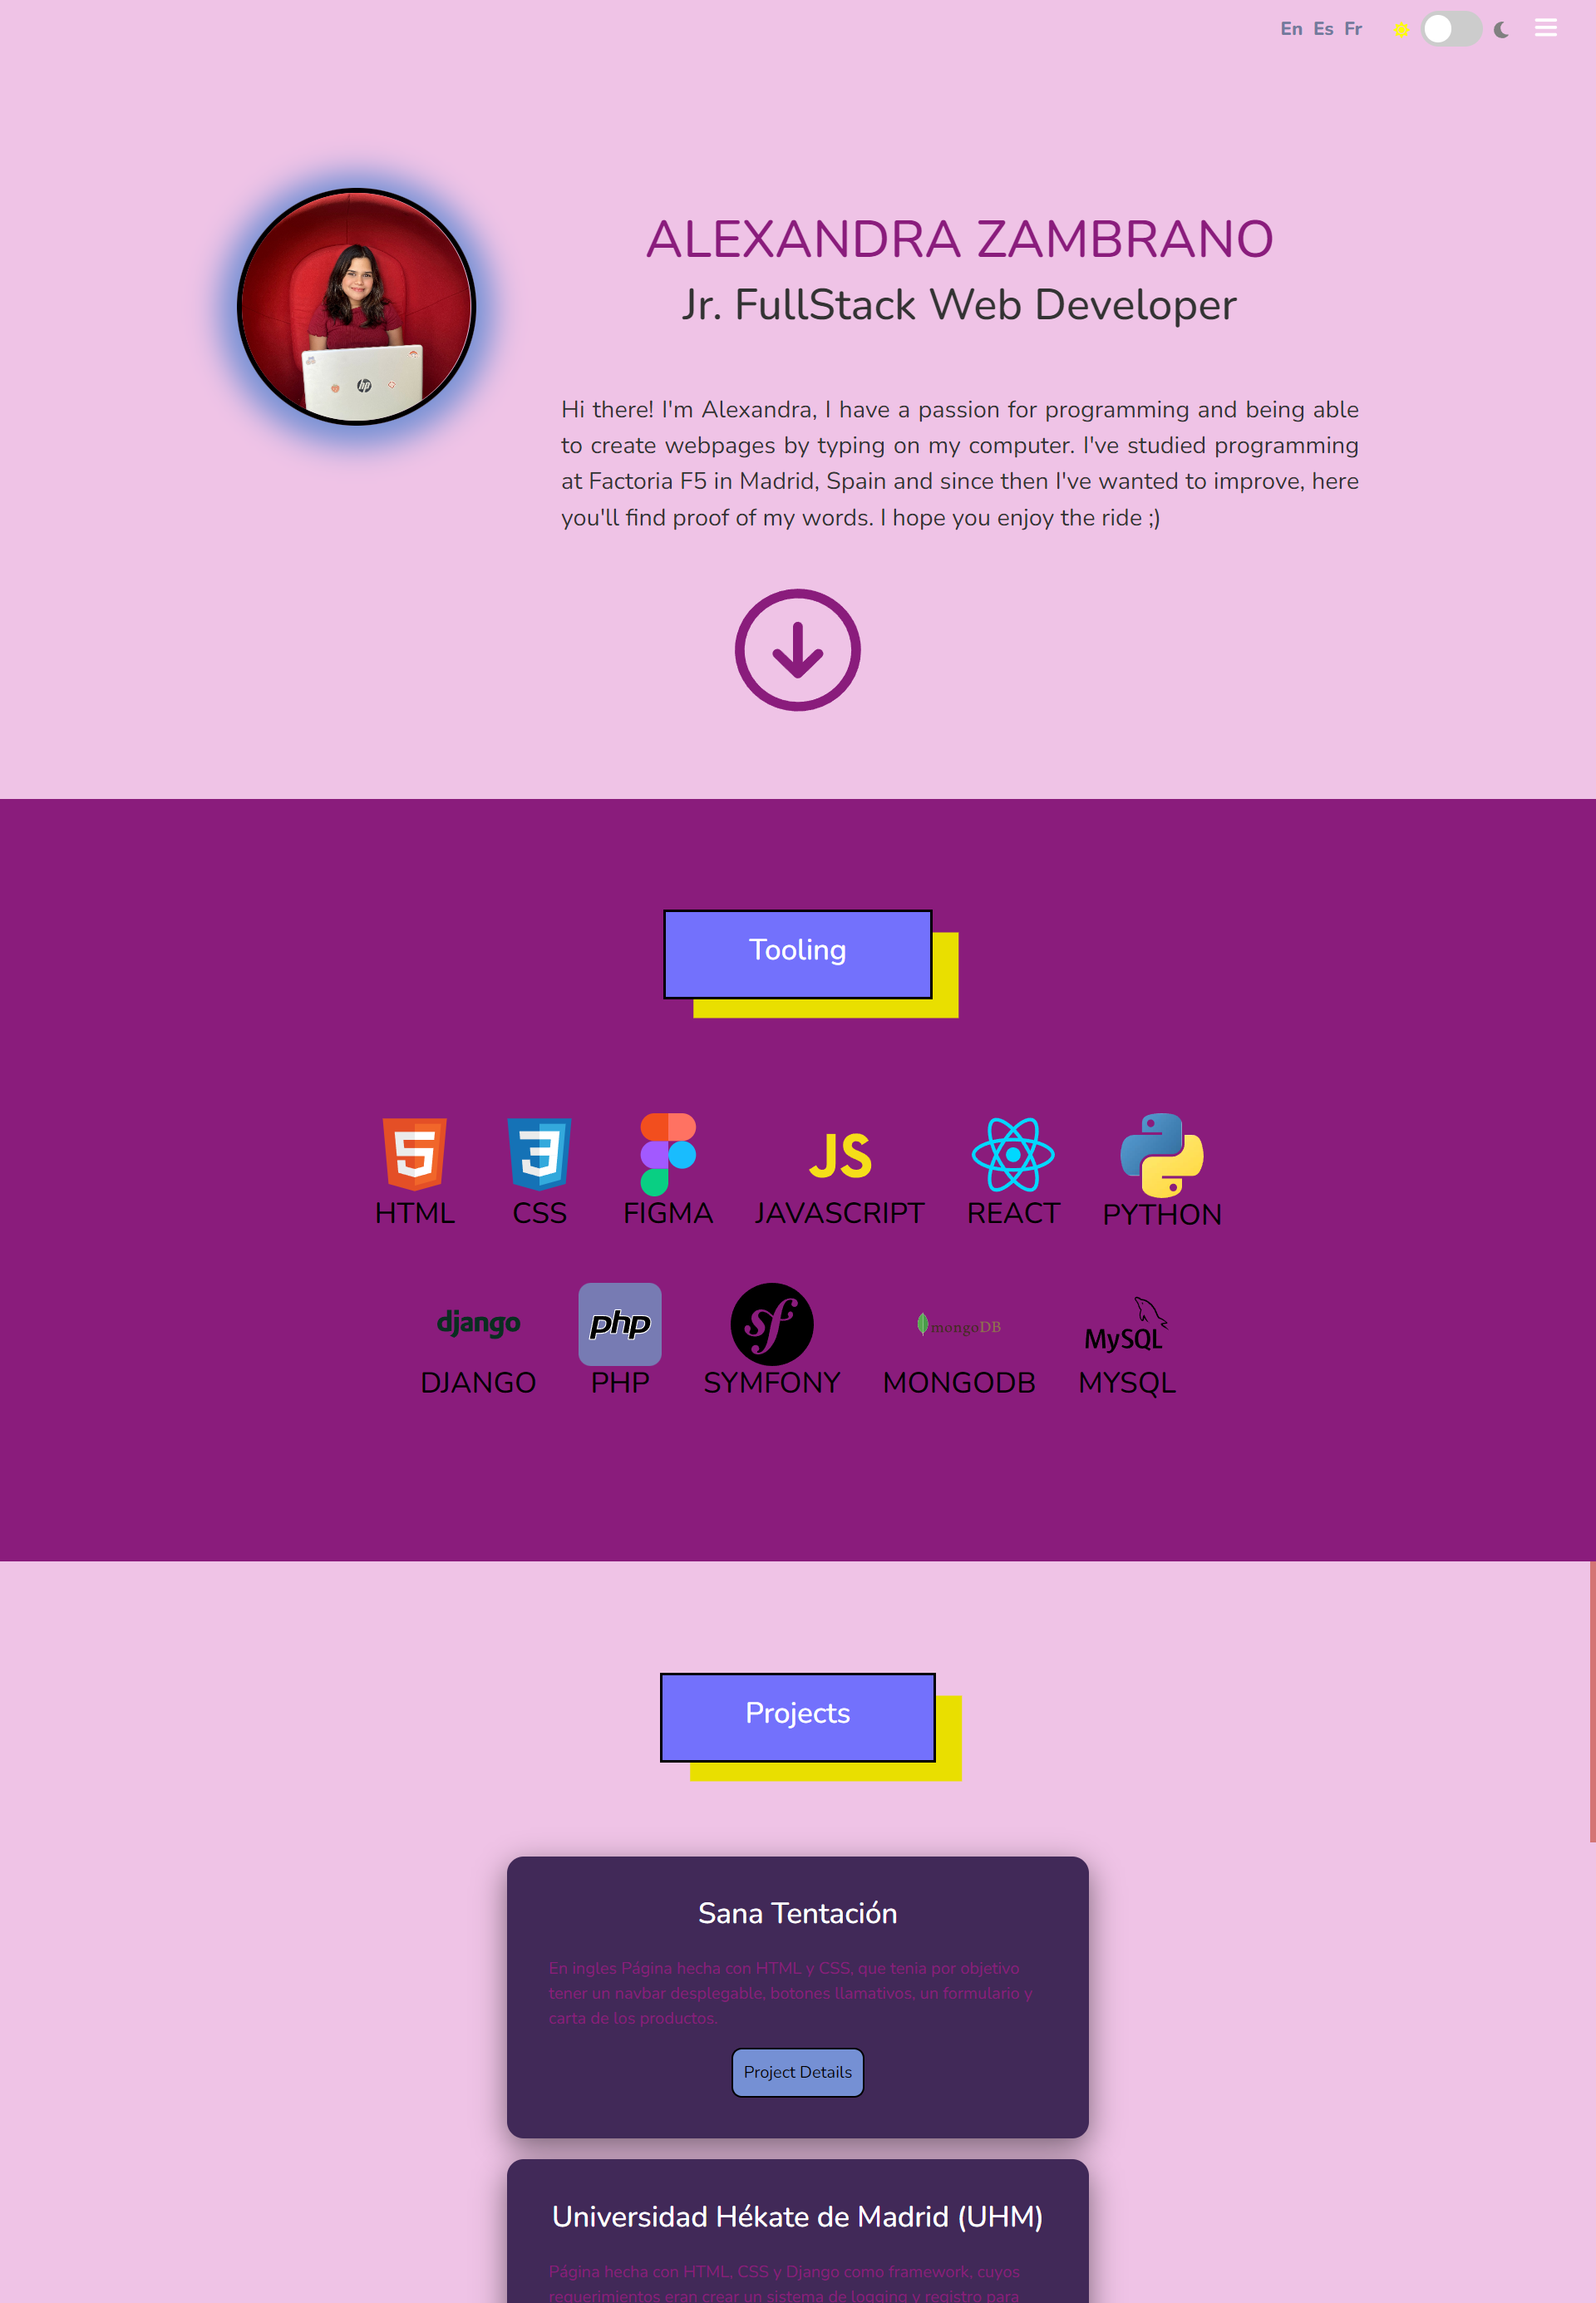 En Es Fr
ALEXANDRA ZAMBRANO
Jr. FullStack Web Developer
hp
Hi there! I'm Alexandra, I have a passion for programming and being able
to create webpages by typing on my computer. I've studied programming
at Factoria F5 in Madrid, Spain and since then I've wanted to improve, here
you'll find proof of my words. I hope you enjoy the ride ;)
Tooling
5 3 JS
HTML CSS FIGMA JAVASCRIPT REACT PYTHON
django php sf mongoDB MySQL
DJANGO PHP SYMFONY MONGODB MYSQL
Projects
Sana Tentación
En ingles Página hecha con HTML y CSS, que tenia por objetivo
tener un navbar desplegable, botones llamativos, un formulario y
carta de los productos.
Project Details
Universidad Hékate de Madrid (UHM)
Página hecha con HTML, CSS y Django como framework, cuyos
requerimientos eran crear un sistema de logging y registro para